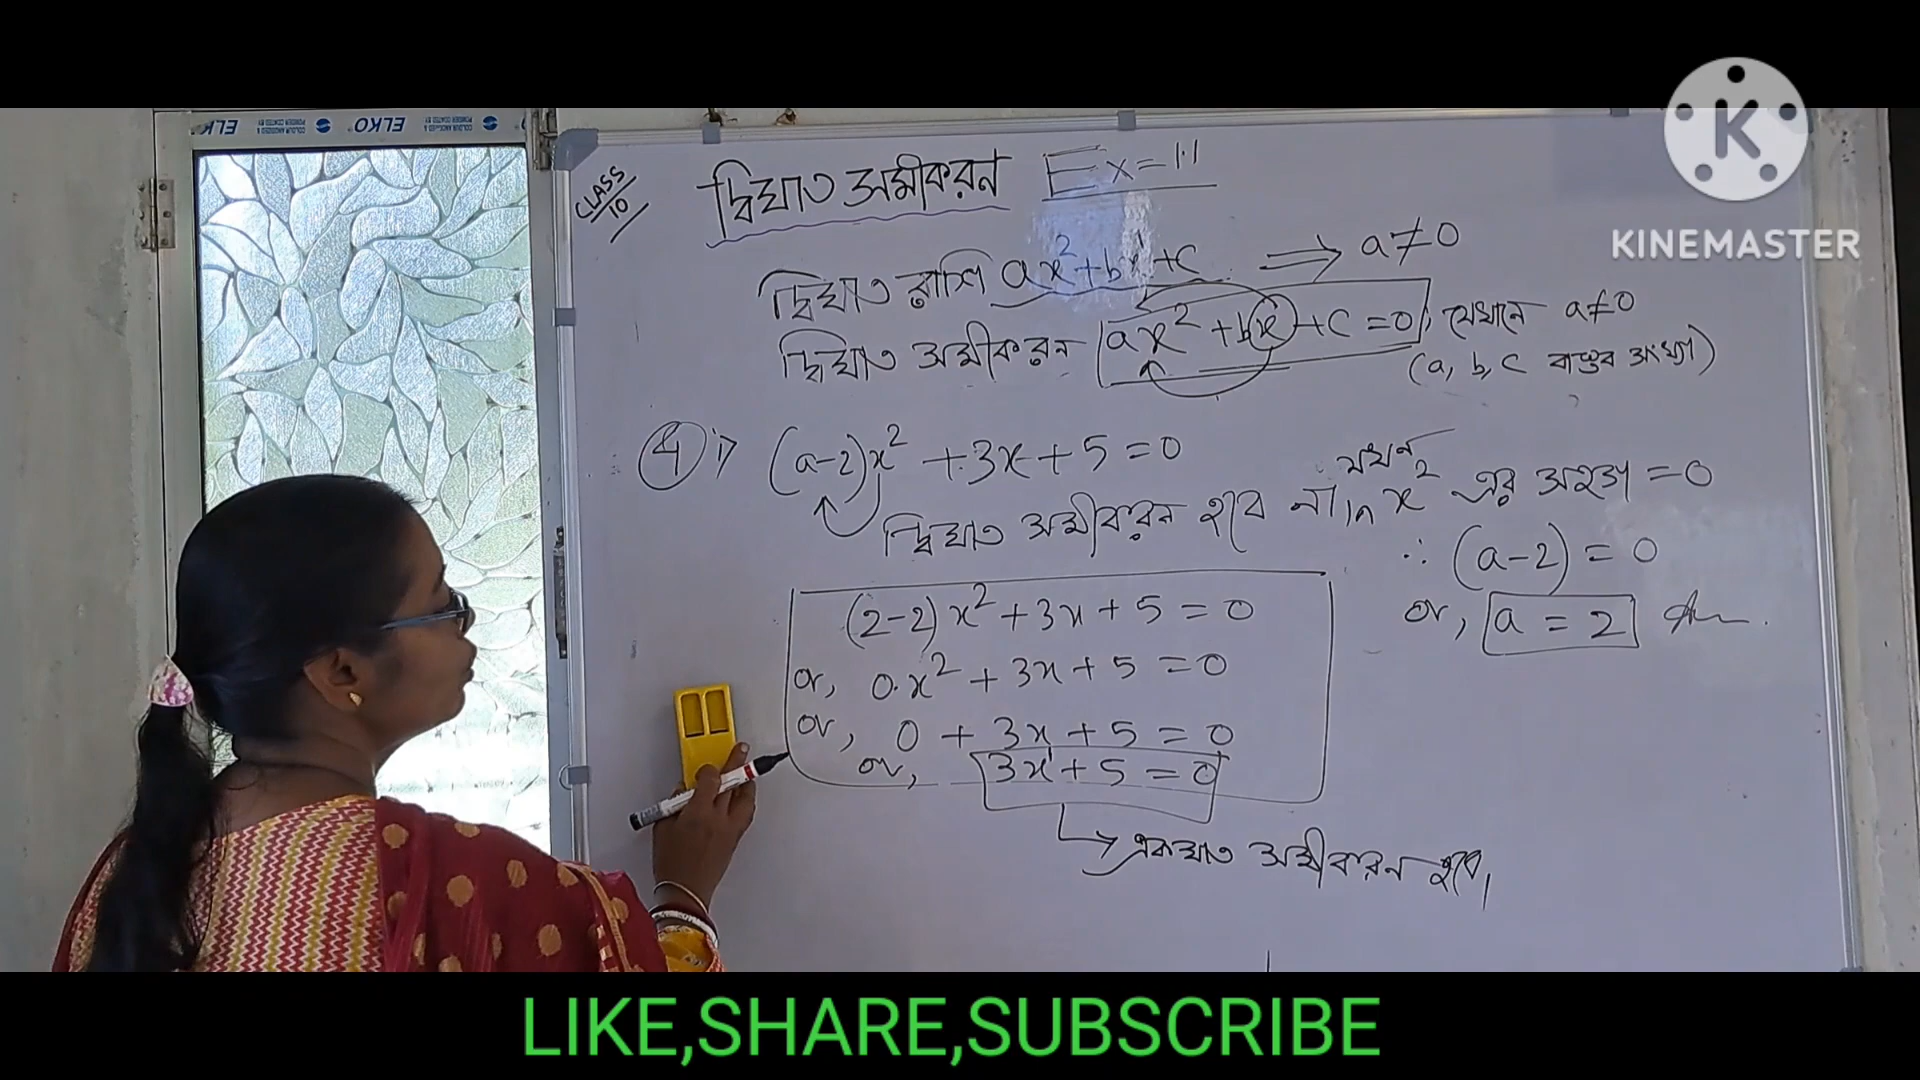 CLASS 10
দ্বিঘাত সমীকরন Ex = 1.1
দ্বিঘাত রাশি ax² + bx¹ + c ⟹ a ≠ 0
দ্বিঘাত সমীকরন ax² + bx + c = 0, যেখানে a ≠ 0
(a, b, c বাস্তব সংখ্যা)
④ i) (a-2)x² + 3x + 5 = 0
দ্বিঘাত সমীকরন হবে না যখন x² এর সহগ = 0
∴ (a-2) = 0
or, a = 2 Ans.
(2-2)x² + 3x + 5 = 0
or, 0.x² + 3x + 5 = 0
or, 0 + 3x + 5 = 0
or, 3x¹ + 5 = 0
→ একঘাত সমীকরন হবে।
KINEMASTER
ELKO
ELKO
LIKE,SHARE,SUBSCRIBE